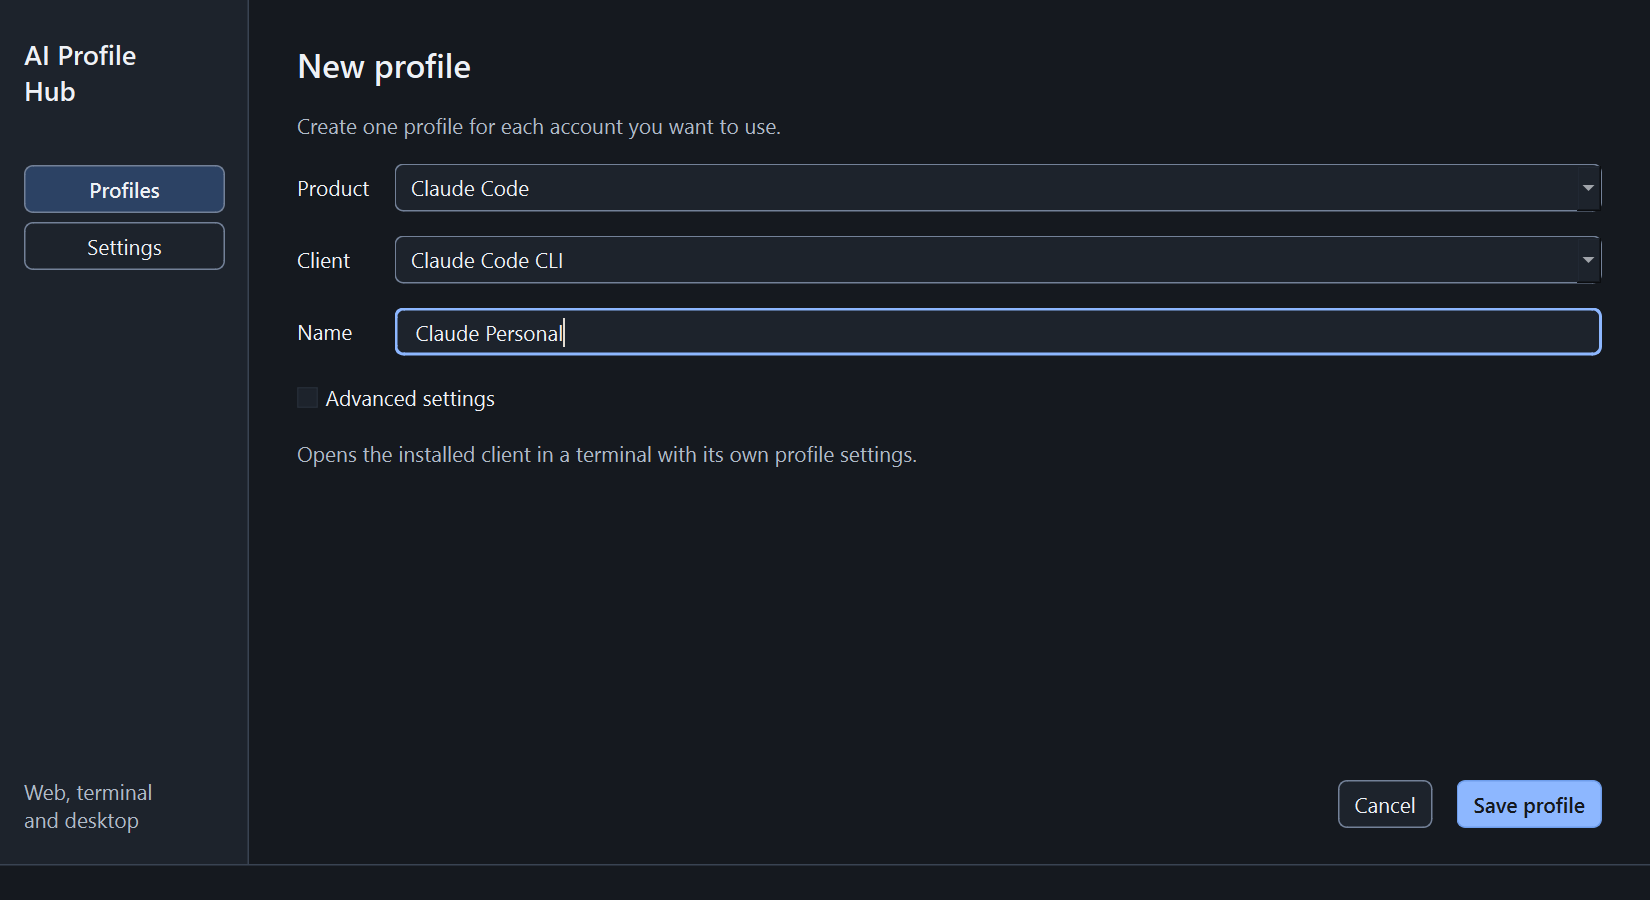 AI Profile
Hub
Profiles
Settings
Web, terminal
and desktop
New profile
Create one profile for each account you want to use.
Product
Claude Code
Client
Claude Code CLI
Name
Claude Personal
Advanced settings
Opens the installed client in a terminal with its own profile settings.
Cancel
Save profile